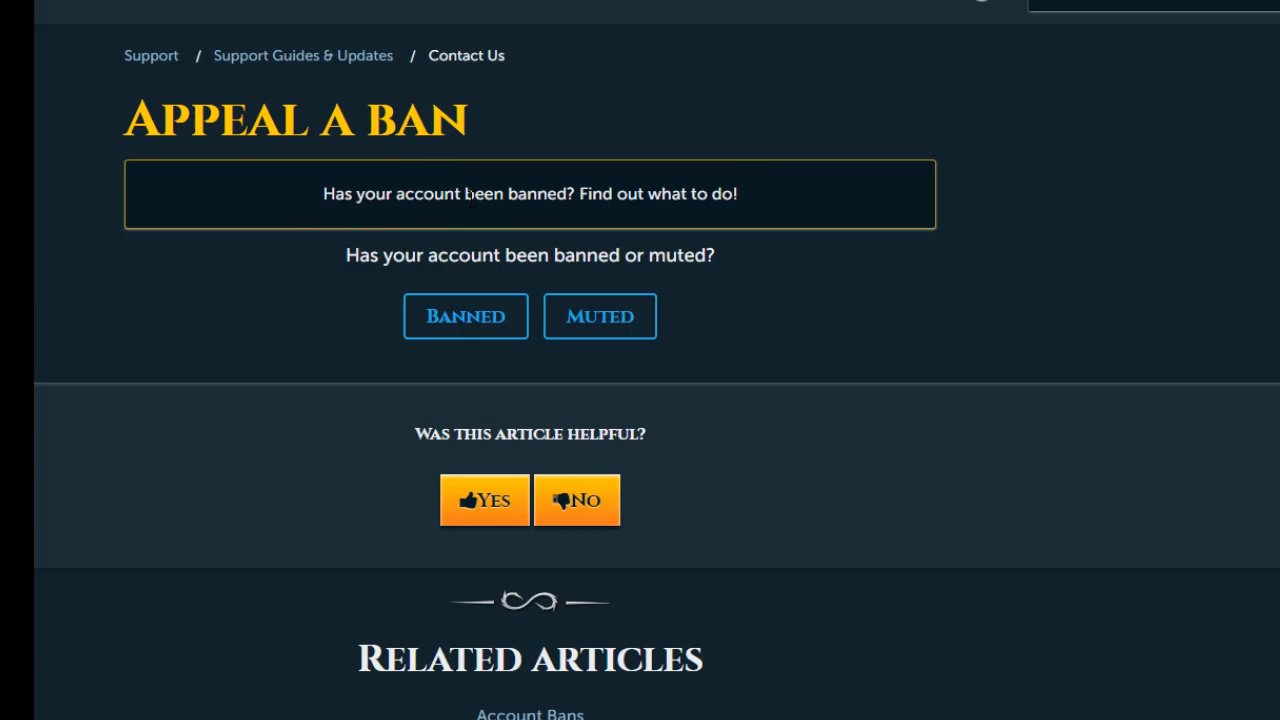 Support / Support Guides & Updates / Contact Us
Appeal a ban
Has your account been banned? Find out what to do!
Has your account been banned or muted?
Banned Muted
Was this article helpful?
Yes No
Related articles
Account Bans